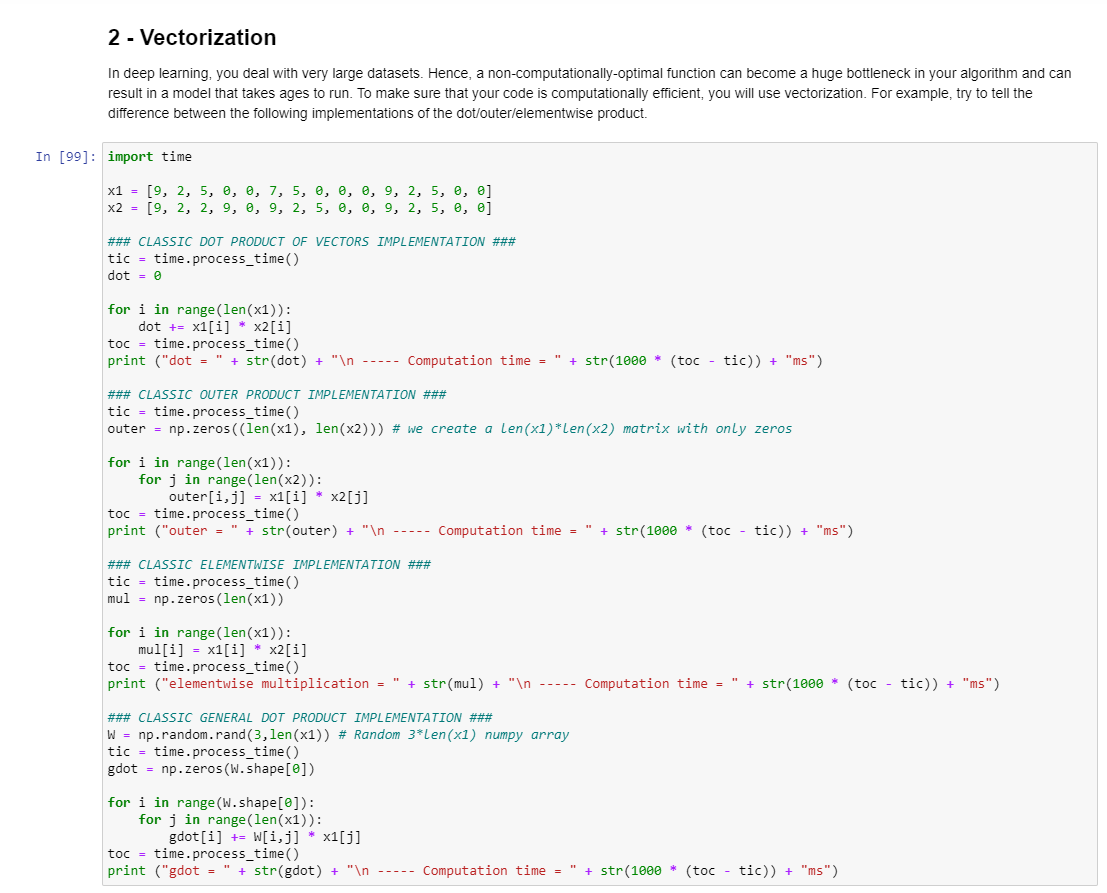 2 - Vectorization
In deep learning, you deal with very large datasets. Hence, a non-computationally-optimal function can become a huge bottleneck in your algorithm and can
result in a model that takes ages to run. To make sure that your code is computationally efficient, you will use vectorization. For example, try to tell the
difference between the following implementations of the dot/outer/elementwise product.
In [99]: import time
x1 = [9, 2, 5, 0, 0, 7, 5, 0, 0, 0, 9, 2, 5, 0, 0]
x2 = [9, 2, 2, 9, 0, 9, 2, 5, 0, 0, 9, 2, 5, 0, 0]
### CLASSIC DOT PRODUCT OF VECTORS IMPLEMENTATION ###
tic = time.process_time()
dot = 0
for i in range(len(x1)):
    dot += x1[i] * x2[i]
toc = time.process_time()
print ("dot = " + str(dot) + "\n ----- Computation time = " + str(1000 * (toc - tic)) + "ms")
### CLASSIC OUTER PRODUCT IMPLEMENTATION ###
tic = time.process_time()
outer = np.zeros((len(x1), len(x2))) # we create a len(x1)*len(x2) matrix with only zeros
for i in range(len(x1)):
    for j in range(len(x2)):
        outer[i,j] = x1[i] * x2[j]
toc = time.process_time()
print ("outer = " + str(outer) + "\n ----- Computation time = " + str(1000 * (toc - tic)) + "ms")
### CLASSIC ELEMENTWISE IMPLEMENTATION ###
tic = time.process_time()
mul = np.zeros(len(x1))
for i in range(len(x1)):
    mul[i] = x1[i] * x2[i]
toc = time.process_time()
print ("elementwise multiplication = " + str(mul) + "\n ----- Computation time = " + str(1000 * (toc - tic)) + "ms")
### CLASSIC GENERAL DOT PRODUCT IMPLEMENTATION ###
W = np.random.rand(3,len(x1)) # Random 3*len(x1) numpy array
tic = time.process_time()
gdot = np.zeros(W.shape[0])
for i in range(W.shape[0]):
    for j in range(len(x1)):
        gdot[i] += W[i,j] * x1[j]
toc = time.process_time()
print ("gdot = " + str(gdot) + "\n ----- Computation time = " + str(1000 * (toc - tic)) + "ms")